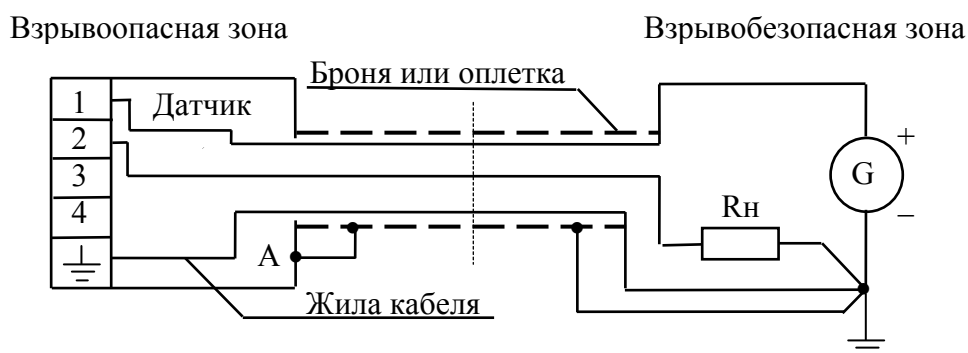 Взрывоопасная зона
Взрывобезопасная зона
Броня или оплетка
1
Датчик
2
3
4
+
G
−
Rн
А
Жила кабеля